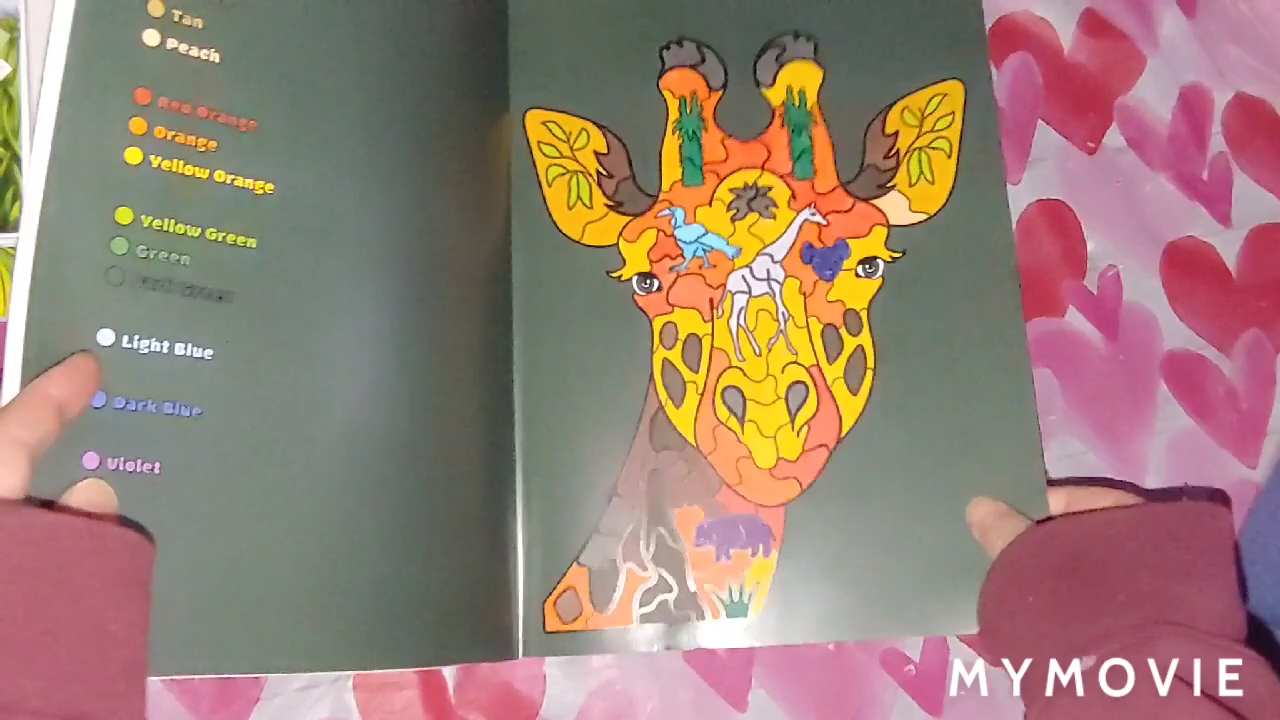 Tan
Peach
Red Orange
Orange
Yellow Orange
Yellow Green
Green
Light Blue
Dark Blue
Violet
MYMOVIE